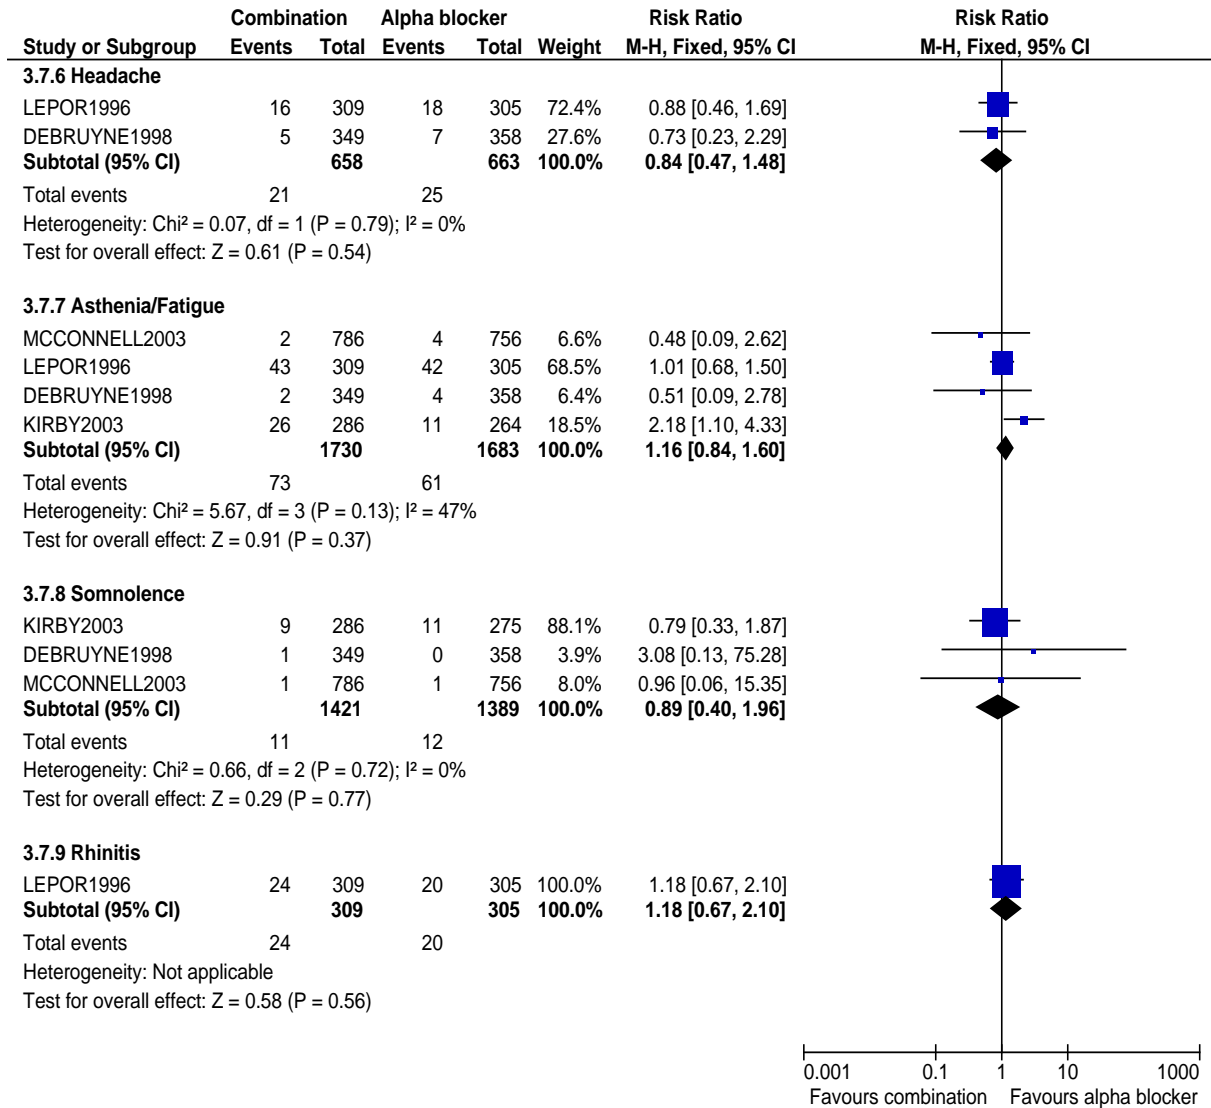 Combination Alpha blocker Risk Ratio Risk Ratio
Study or Subgroup Events Total Events Total Weight M-H, Fixed, 95% CI M-H, Fixed, 95% CI
3.7.6 Headache
LEPOR1996 16 309 18 305 72.4% 0.88 [0.46, 1.69]
DEBRUYNE1998 5 349 7 358 27.6% 0.73 [0.23, 2.29]
Subtotal (95% CI) 658 663 100.0% 0.84 [0.47, 1.48]
Total events 21 25
Heterogeneity: Chi² = 0.07, df = 1 (P = 0.79); I² = 0%
Test for overall effect: Z = 0.61 (P = 0.54)
3.7.7 Asthenia/Fatigue
MCCONNELL2003 2 786 4 756 6.6% 0.48 [0.09, 2.62]
LEPOR1996 43 309 42 305 68.5% 1.01 [0.68, 1.50]
DEBRUYNE1998 2 349 4 358 6.4% 0.51 [0.09, 2.78]
KIRBY2003 26 286 11 264 18.5% 2.18 [1.10, 4.33]
Subtotal (95% CI) 1730 1683 100.0% 1.16 [0.84, 1.60]
Total events 73 61
Heterogeneity: Chi² = 5.67, df = 3 (P = 0.13); I² = 47%
Test for overall effect: Z = 0.91 (P = 0.37)
3.7.8 Somnolence
KIRBY2003 9 286 11 275 88.1% 0.79 [0.33, 1.87]
DEBRUYNE1998 1 349 0 358 3.9% 3.08 [0.13, 75.28]
MCCONNELL2003 1 786 1 756 8.0% 0.96 [0.06, 15.35]
Subtotal (95% CI) 1421 1389 100.0% 0.89 [0.40, 1.96]
Total events 11 12
Heterogeneity: Chi² = 0.66, df = 2 (P = 0.72); I² = 0%
Test for overall effect: Z = 0.29 (P = 0.77)
3.7.9 Rhinitis
LEPOR1996 24 309 20 305 100.0% 1.18 [0.67, 2.10]
Subtotal (95% CI) 309 305 100.0% 1.18 [0.67, 2.10]
Total events 24 20
Heterogeneity: Not applicable
Test for overall effect: Z = 0.58 (P = 0.56)
0.001 0.1 1 10 1000
Favours combination Favours alpha blocker